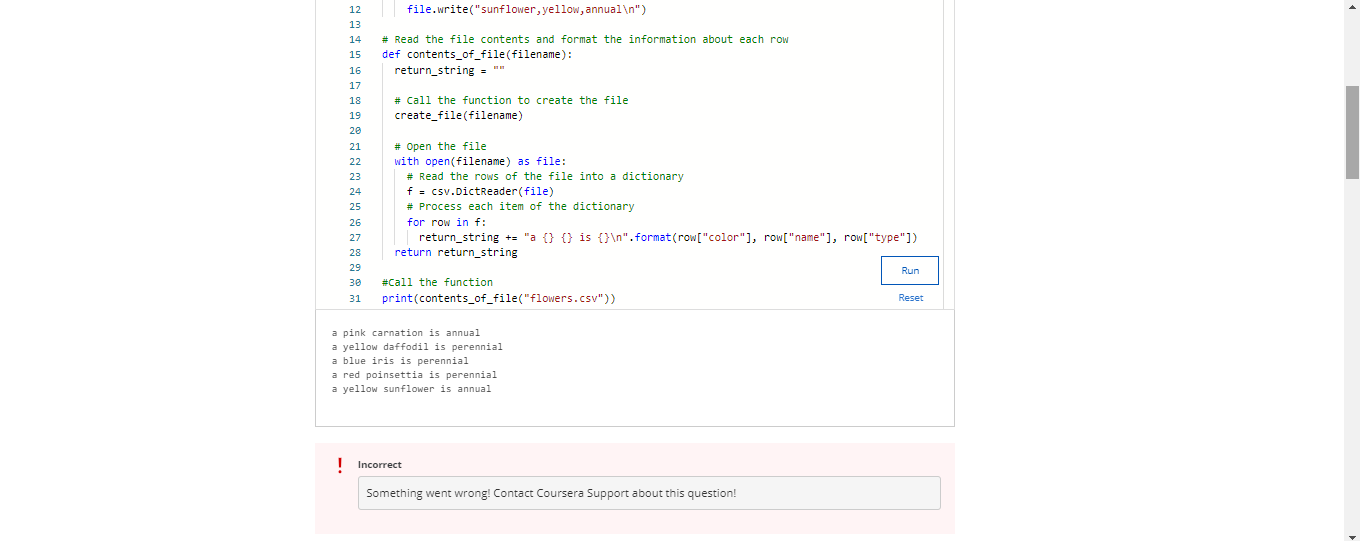 12 file.write("sunflower,yellow,annual\n")
13
14 # Read the file contents and format the information about each row
15 def contents_of_file(filename):
16 return_string = ""
17
18 # Call the function to create the file
19 create_file(filename)
20
21 # Open the file
22 with open(filename) as file:
23 # Read the rows of the file into a dictionary
24 f = csv.DictReader(file)
25 # Process each item of the dictionary
26 for row in f:
27 return_string += "a {} {} is {}\n".format(row["color"], row["name"], row["type"])
28 return return_string
29
Run
30 #Call the function
31 print(contents_of_file("flowers.csv"))
Reset
a pink carnation is annual
a yellow daffodil is perennial
a blue iris is perennial
a red poinsettia is perennial
a yellow sunflower is annual
! Incorrect
Something went wrong! Contact Coursera Support about this question!